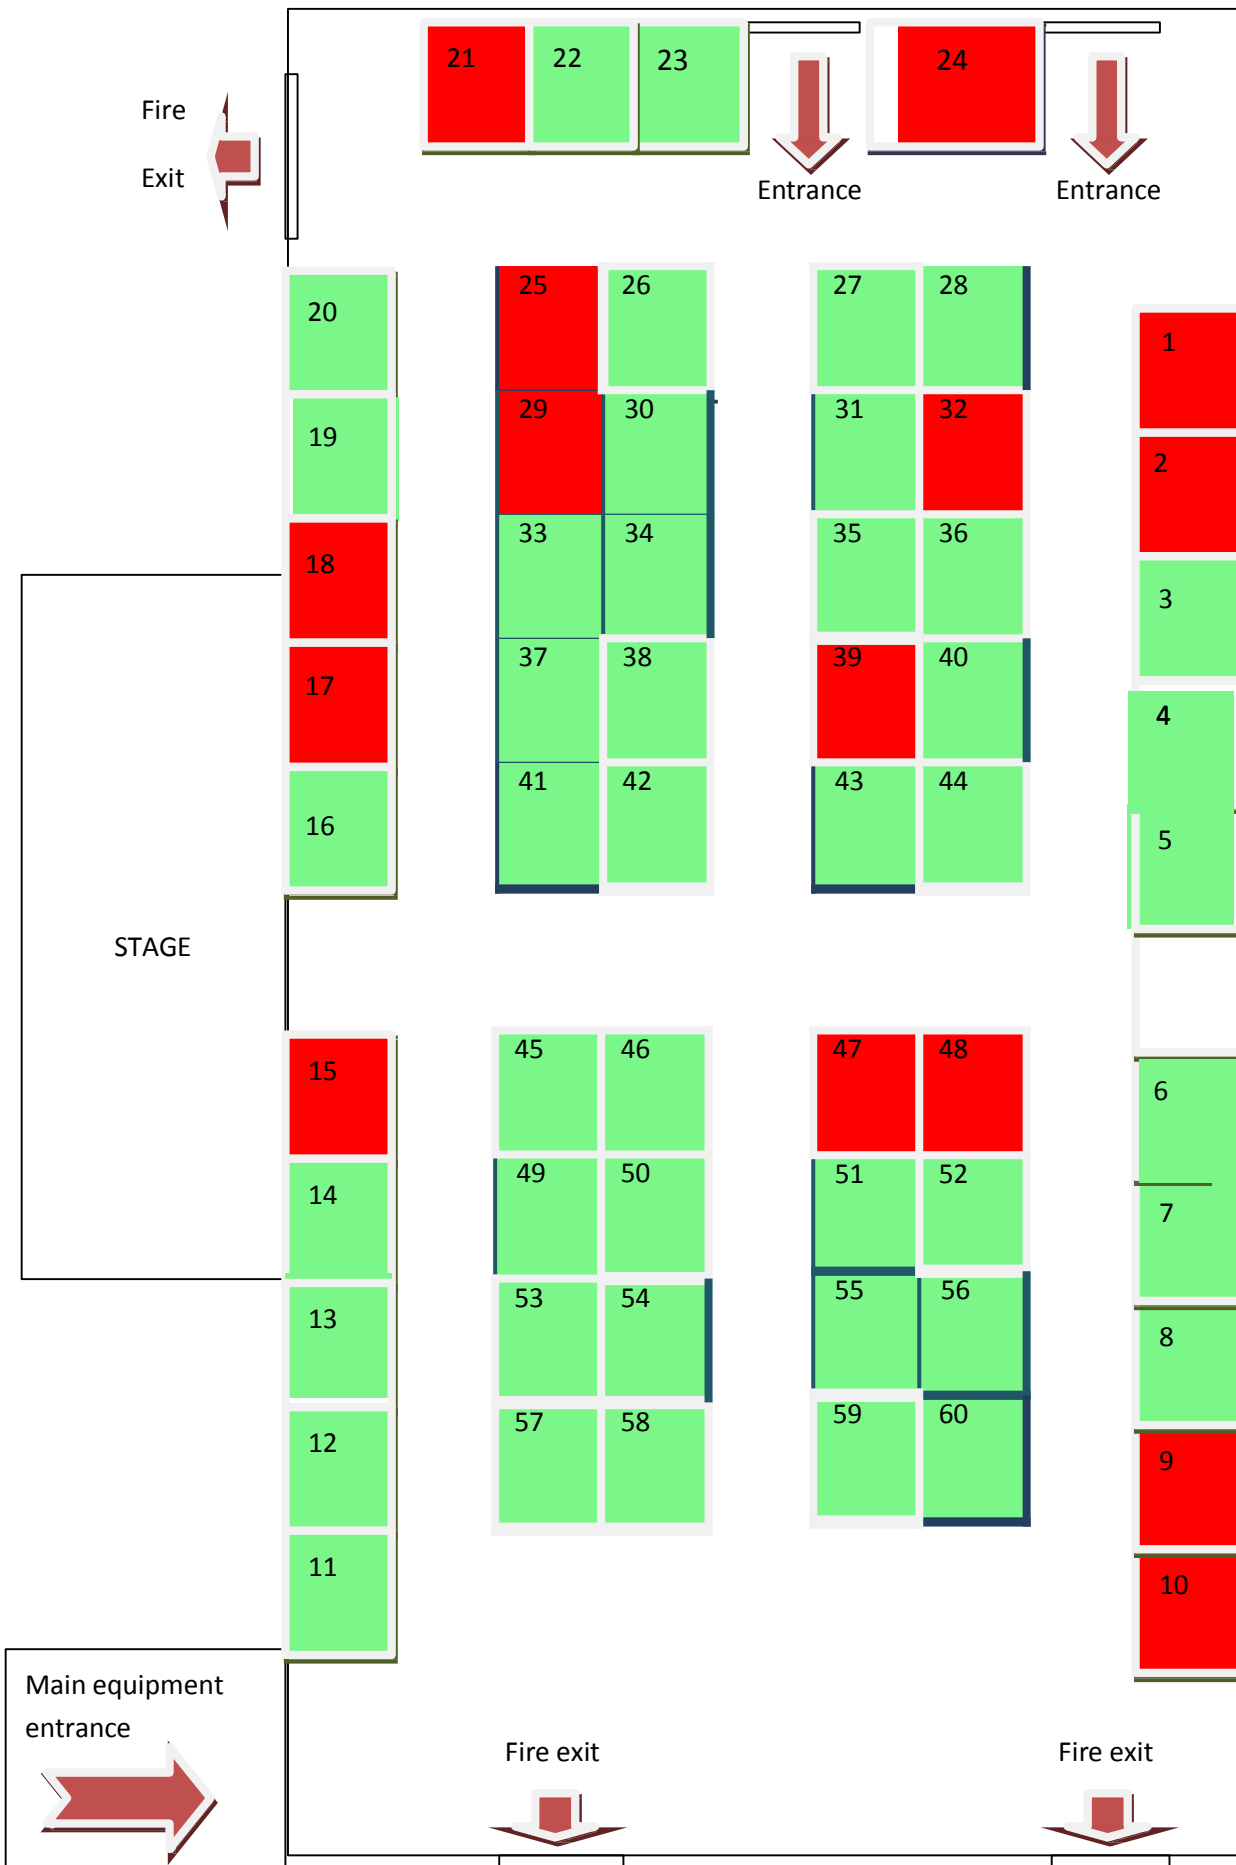 21 22 23 24
Fire
Exit
Entrance Entrance
25 26 27 28
20
1
29 30 31 32
19
2
33 34 35 36
18
3
37 38 39 40
17
4
41 42 43 44
16
5
STAGE
45 46 47 48
15
6
49 50 51 52
14
7
53 54 55 56
13
8
57 58 59 60
12
9
11
10
Main equipment
entrance
Fire exit Fire exit